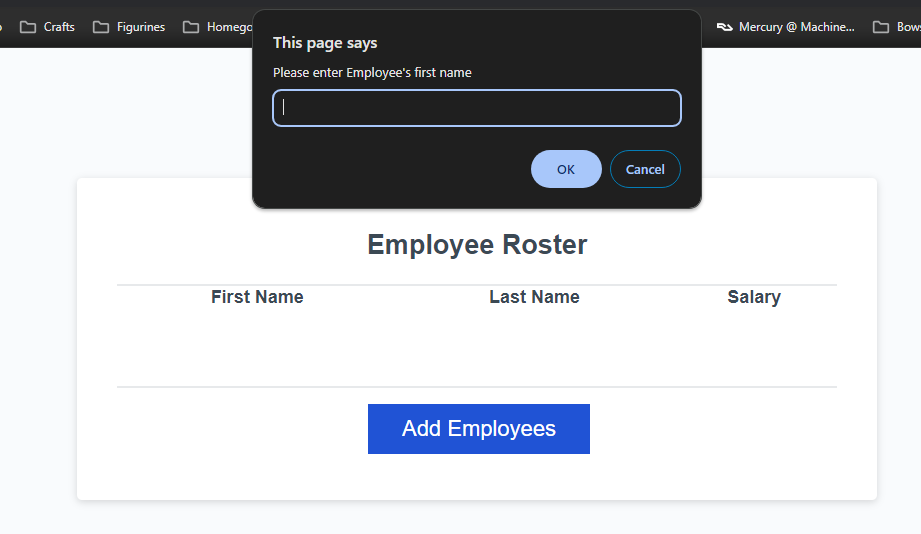 Crafts Figurines Homego Mercury @ Machine... Bows
This page says
Please enter Employee's first name
OK Cancel
Employee Roster
First Name Last Name Salary
Add Employees